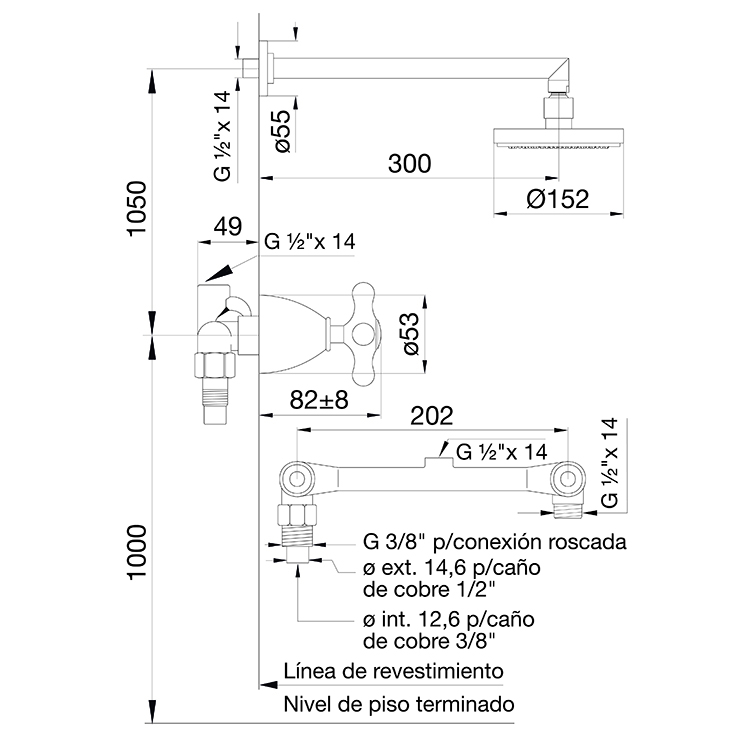 G ½"x 14
ø55
300
Ø152
1050
49
G ½"x 14
ø53
82±8
202
G ½"x 14
G ½"x 14
1000
G 3/8" p/conexión roscada
ø ext. 14,6 p/caño
de cobre 1/2"
ø int. 12,6 p/caño
de cobre 3/8"
Línea de revestimiento
Nivel de piso terminado